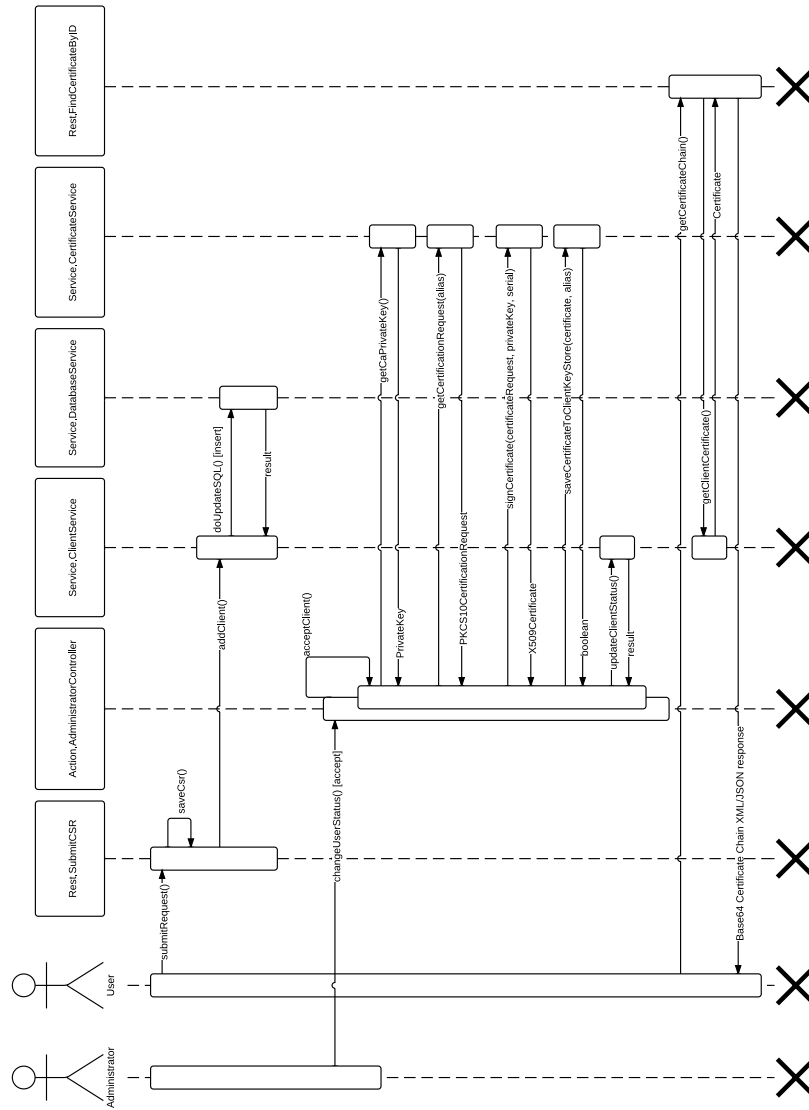 Administrator
User
Rest,SubmitCSR
Action,AdministratorController
Service,ClientService
Service,DatabaseService
Service,CertificateService
Rest,FindCertificateByID
submitRequest()
saveCsr()
addClient()
doUpdateSQL() [insert]
result
changeUserStatus() [accept]
acceptClient()
getCaPrivateKey()
PrivateKey
getCertificationRequest(alias)
PKCS10CertificationRequest
signCertificate(certificateRequest, privateKey, serial)
X509Certificate
saveCertificateToClientKeyStore(certificate, alias)
boolean
updateClientStatus()
result
getCertificateChain()
getClientCertificate()
Certificate
Base64 Certificate Chain XML/JSON response